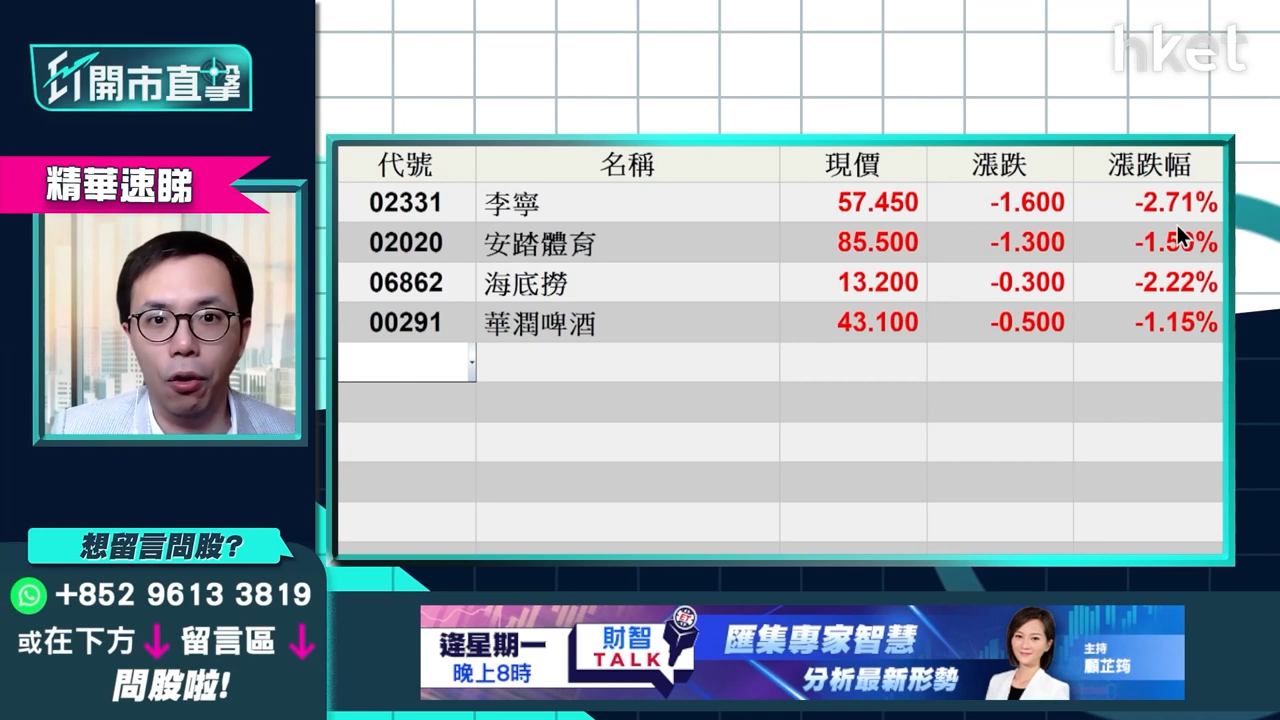 hket
ET開市直擊
精華速睇
代號 名稱 現價 漲跌 漲跌幅
02331 李寧 57.450 -1.600 -2.71%
02020 安踏體育 85.500 -1.300
06862 海底撈 13.200 -0.300 -2.22%
00291 華潤啤酒 43.100 -0.500 -1.15%
想留言問股?
+852 9613 3819
或在下方 留言區
問股啦!
逢星期一
晚上8時
財智
TALK
匯集專家智慧
分析最新形勢
主持
顧芷筠